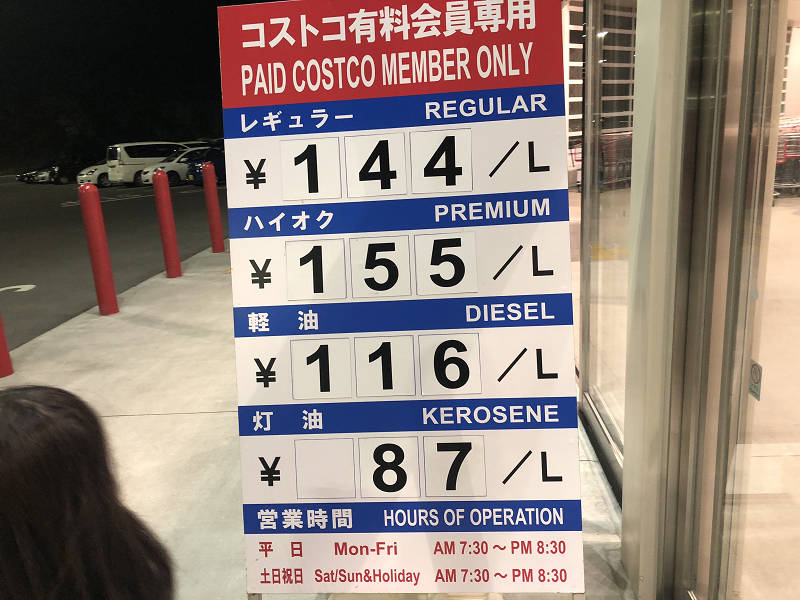 コストコ有料会員専用
PAID COSTCO MEMBER ONLY
レギュラー REGULAR
¥ 144 /L
ハイオク PREMIUM
¥ 155 /L
軽油 DIESEL
¥ 116 /L
灯油 KEROSENE
¥ 87 /L
営業時間 HOURS OF OPERATION
平日 Mon-Fri AM 7:30 〜 PM 8:30
土日祝日 Sat/Sun&Holiday AM 7:30 〜 PM 8:30